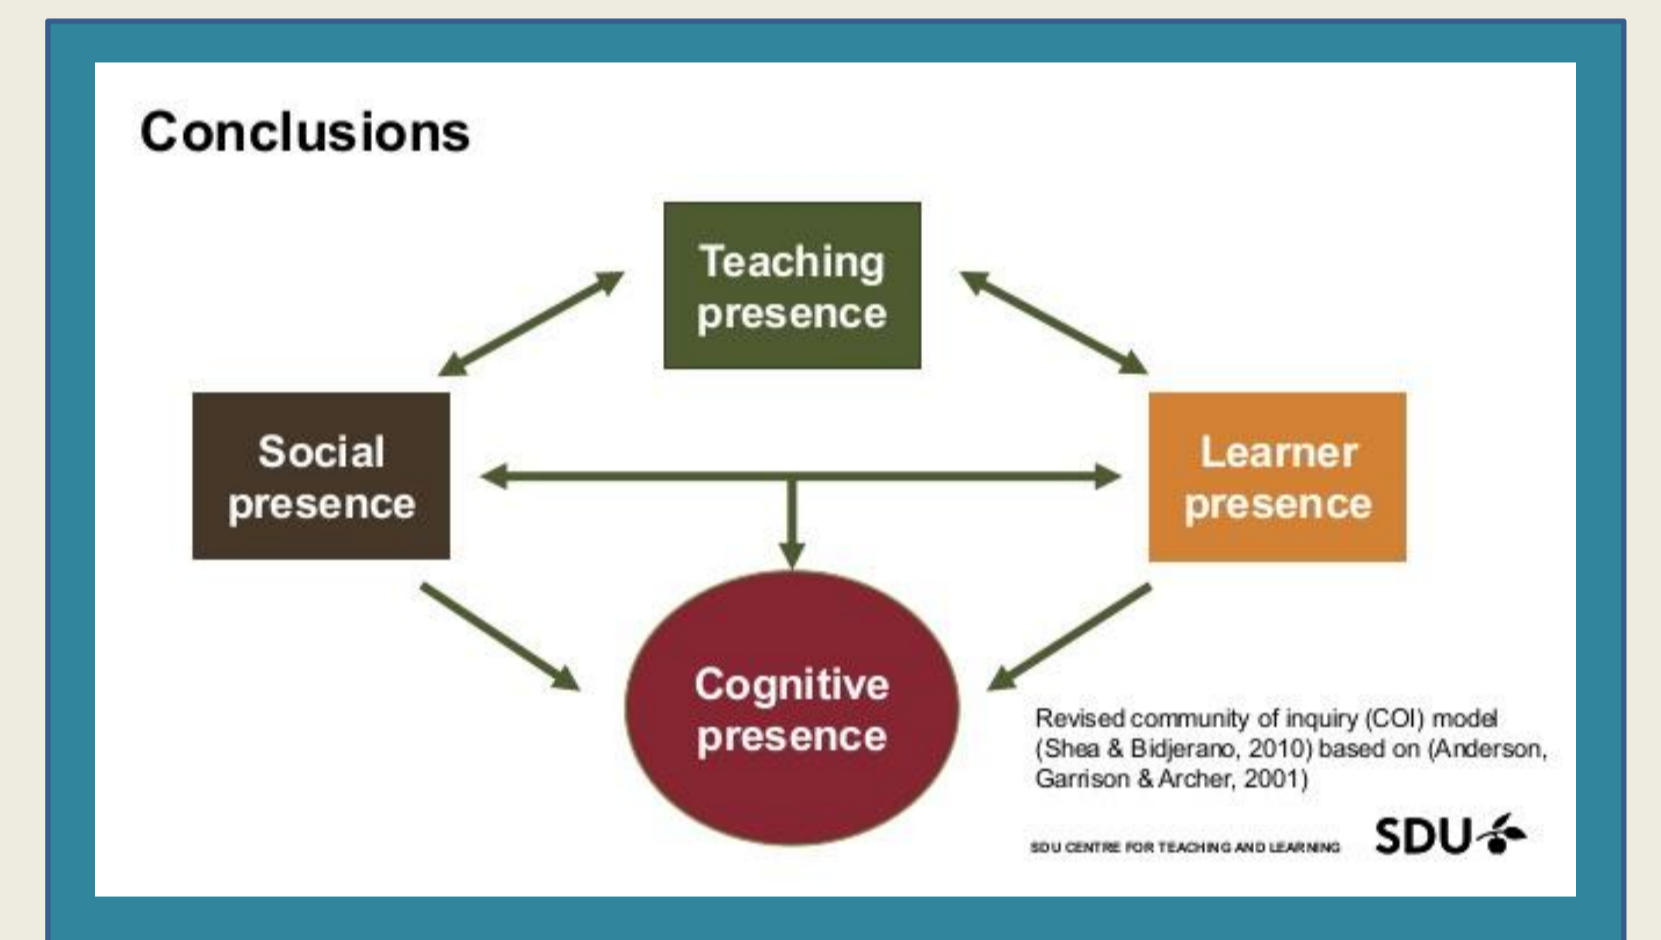 Conclusions
Teaching
presence
Social
presence
Learner
presence
Cognitive
presence
Revised community of inquiry (COI) model
(Shea & Bidjerano, 2010) based on (Anderson,
Garrison & Archer, 2001)
SDU CENTRE FOR TEACHING AND LEARNING
SDU